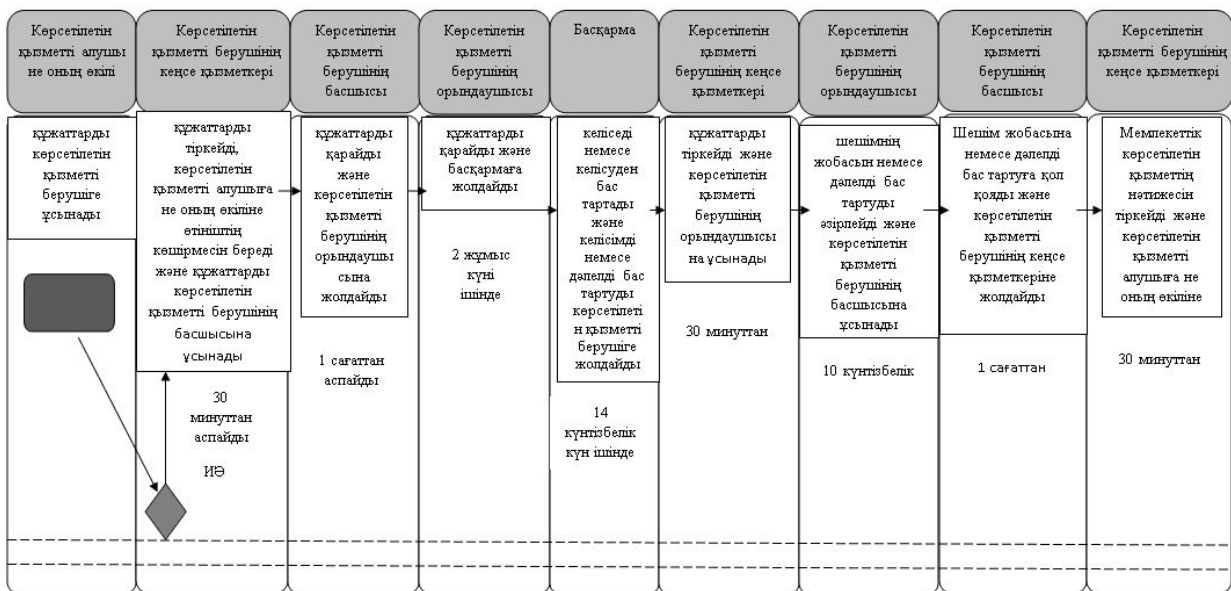 Көрсетілетін
қызметті алушы
не оның өкілі
Көрсетілетін
қызметті берушінің
кеңсе қызметкері
Көрсетілетін
қызметті
берушінің
басшысы
Көрсетілетін
қызметті
берушінің
орындаушысы
Басқарма
Көрсетілетін
қызметті
берушінің кеңсе
қызметкері
Көрсетілетін
қызметті
берушінің
орындаушысы
Көрсетілетін
қызметті
берушінің
басшысы
Көрсетілетін
қызметті берушінің
кеңсе қызметкері
құжаттарды
көрсетілетін
қызметті
берушіге
ұсынады
құжаттарды
тіркейді,
көрсетілетін
қызметті алушыға
не оның өкіліне
өтініштің
көшірмесін береді
және құжаттарды
көрсетілетін
қызметті берушінің
басшысына
ұсынады
30
минуттан
аспайды
ИӘ
құжаттарды
қарайды
және
көрсетілетін
қызметті
берушінің
орындаушы
сына
жолдайды
1 сағаттан
аспайды
құжаттарды
қарайды және
басқармаға
жолдайды
2 жұмыс
күні
ішінде
келіседі
немесе
келісуден
бас
тартады
және
келісімді
немесе
дәлелді бас
тартуды
көрсетілеті
н қызметті
берушіге
жолдайды
14
күнтізбелік
күн ішінде
құжаттарды
тіркейді және
көрсетілетін
қызметті
берушінің
орындаушысы
на ұсынады
30 минуттан
шешімнің
жобасын немесе
дәлелді бас
тартуды
әзірлейді және
көрсетілетін
қызметті
берушінің
басшысына
ұсынады
10 күнтізбелік
Шешім жобасына
немесе дәлелді
бас тартуға қол
қояды және
көрсетілетін
қызметті
берушінің кеңсе
қызметкеріне
жолдайды
1 сағаттан
Мемлекеттік
көрсетілетін
қызметтің
нәтижесін
тіркейді және
көрсетілетін
қызметті
алушыға не
оның өкіліне
30 минуттан